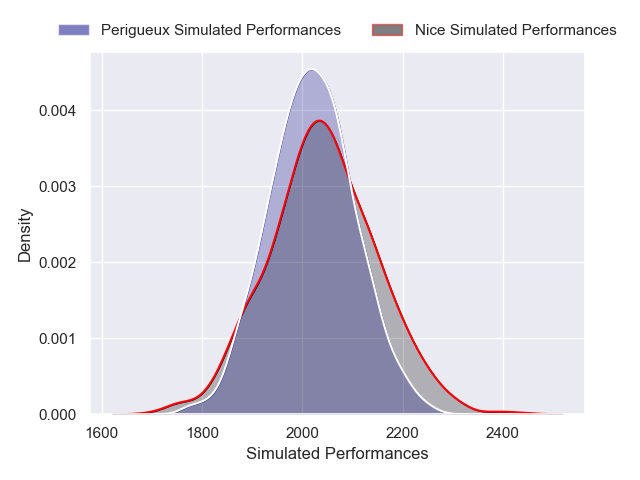 Perigueux Simulated Performances
Nice Simulated Performances
0.004
0.003
0.002
0.001
0.000
Density
1600 1800 2000 2200 2400
Simulated Performances